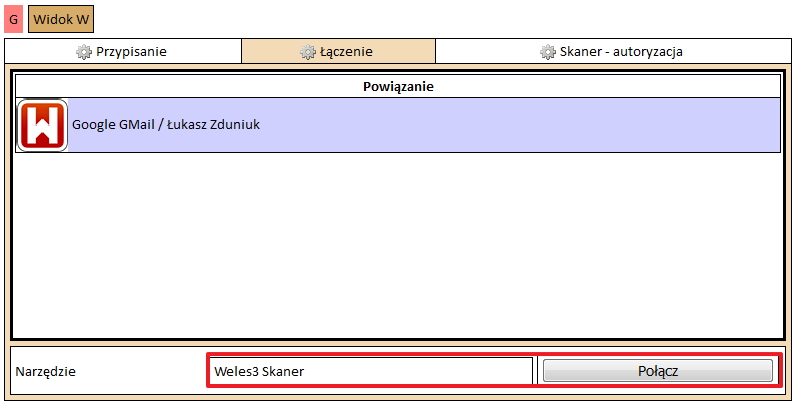 G Widok W
Przypisanie Łączenie Skaner - autoryzacja
Powiązanie
Google GMail / Łukasz Zduniuk
Narzędzie Weles3 Skaner Połącz